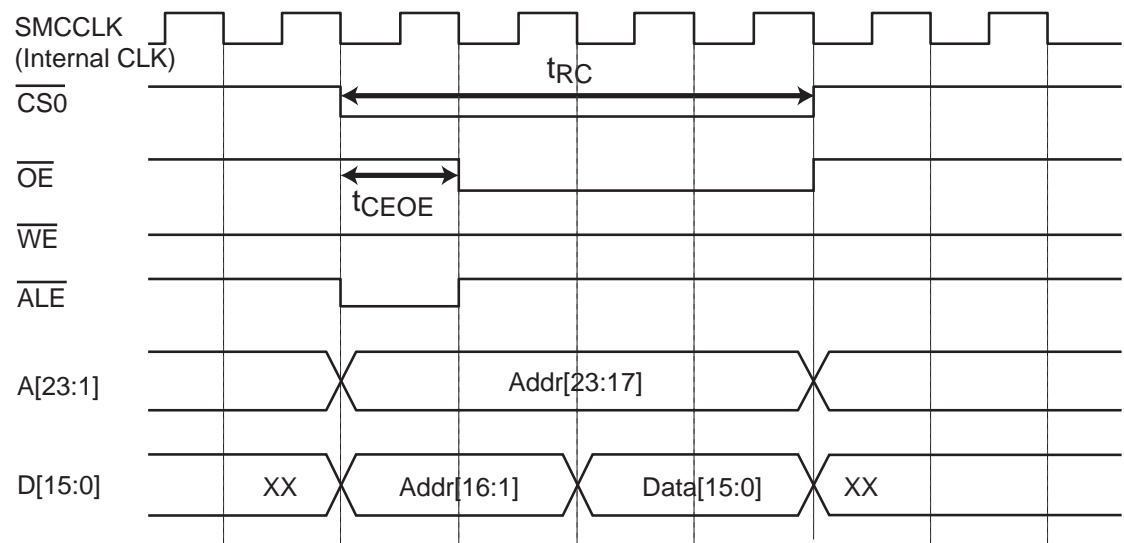 SMCCLK
(Internal CLK)
tRC
CS0
OE
tCEOE
WE
ALE
A[23:1]
Addr[23:17]
D[15:0]
XX
Addr[16:1]
Data[15:0]
XX